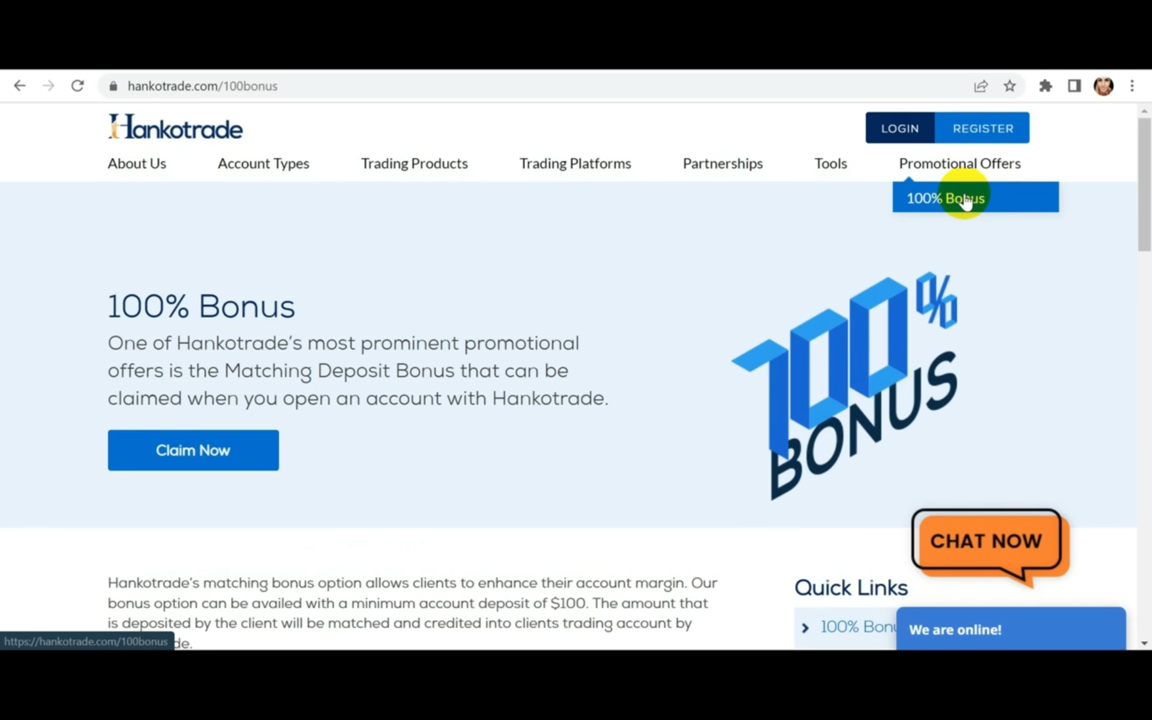 hankotrade.com/100bonus
Hankotrade
LOGIN REGISTER
About Us Account Types Trading Products Trading Platforms Partnerships Tools Promotional Offers
100% Bonus
100% Bonus
One of Hankotrade's most prominent promotional
offers is the Matching Deposit Bonus that can be
claimed when you open an account with Hankotrade.
Claim Now
100%
BONUS
CHAT NOW
Hankotrade's matching bonus option allows clients to enhance their account margin. Our
bonus option can be availed with a minimum account deposit of $100. The amount that
is deposited by the client will be matched and credited into clients trading account by
de.
Quick Links
100% Bonu
We are online!
https://hankotrade.com/100bonus